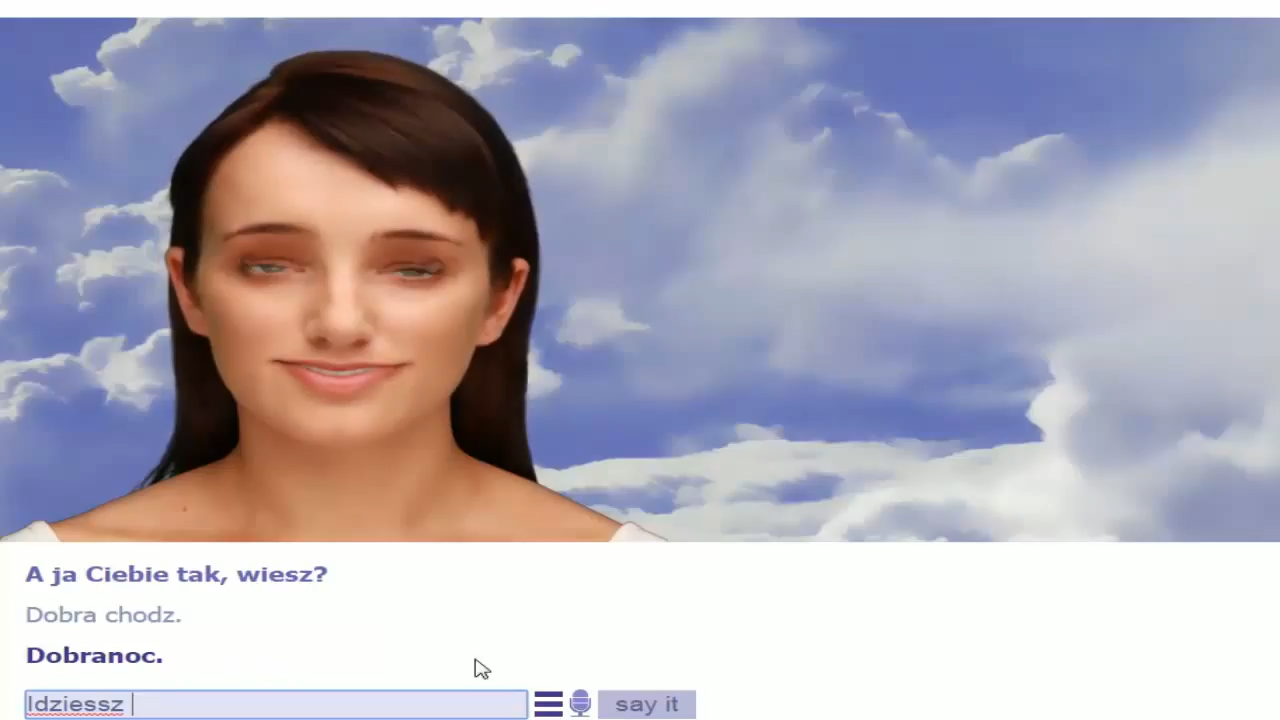 A ja Ciebie tak, wiesz?
Dobra chodz.
Dobranoc.
Idziessz
say it